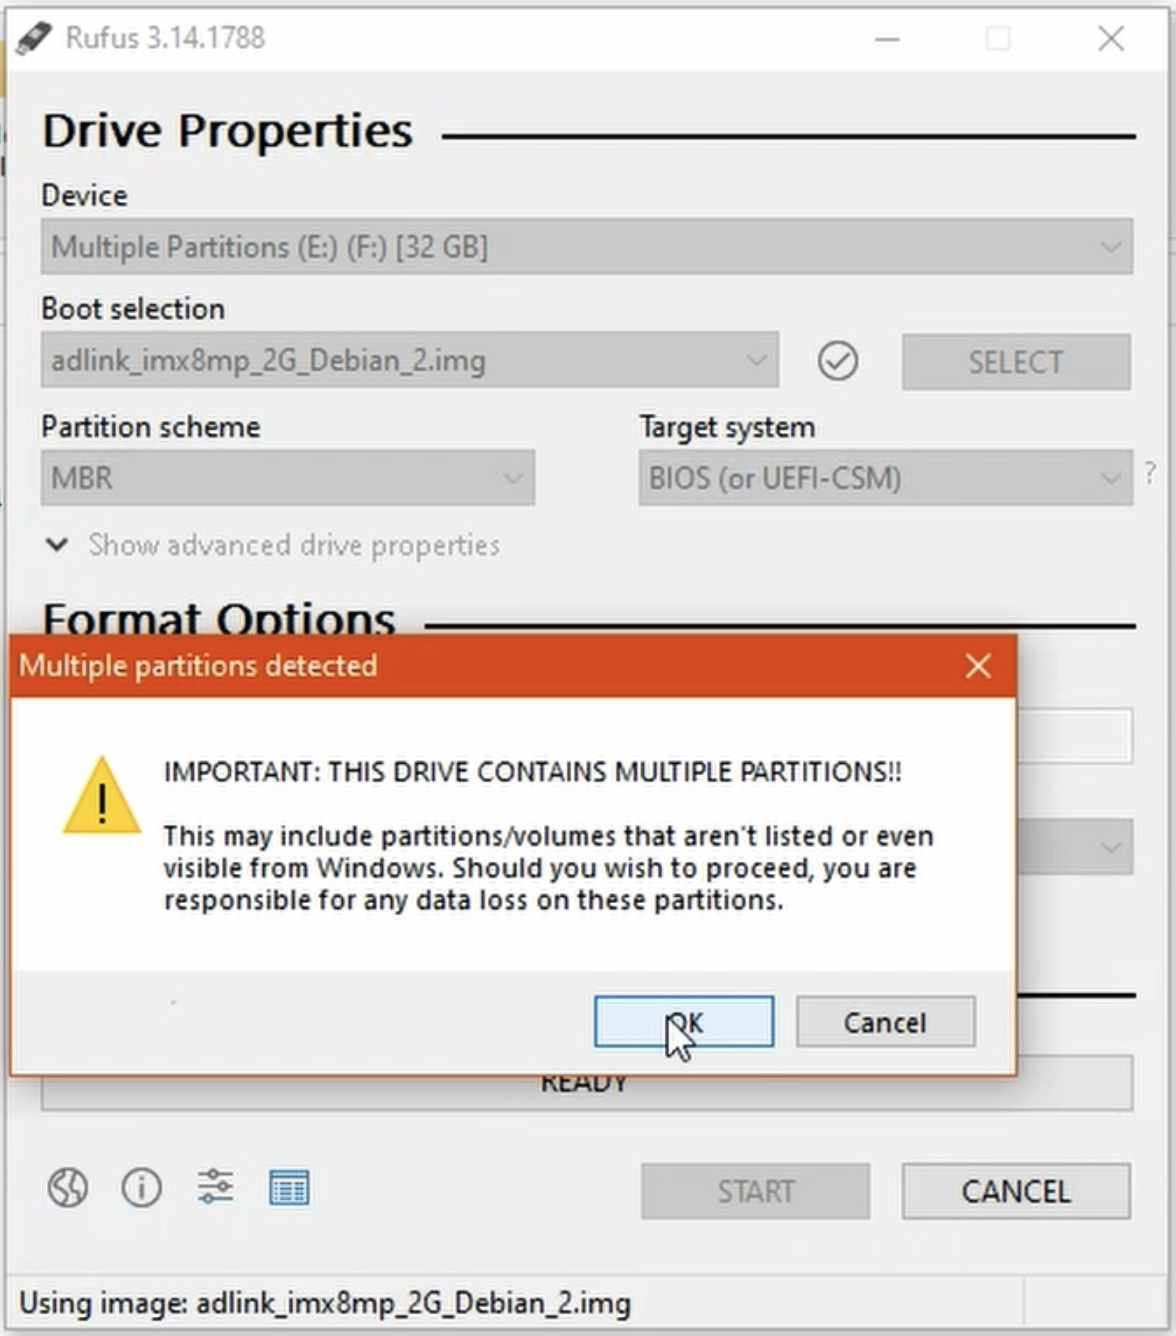 Rufus 3.14.1788
Drive Properties
Device
Multiple Partitions (E:) (F:) [32 GB]
Boot selection
adlink_imx8mp_2G_Debian_2.img
SELECT
Partition scheme
Target system
MBR
BIOS (or UEFI-CSM)
?
Show advanced drive properties
Format Options
Multiple partitions detected
IMPORTANT: THIS DRIVE CONTAINS MULTIPLE PARTITIONS!!
This may include partitions/volumes that aren't listed or even
visible from Windows. Should you wish to proceed, you are
responsible for any data loss on these partitions.
OK
Cancel
READY
START
CANCEL
Using image: adlink_imx8mp_2G_Debian_2.img